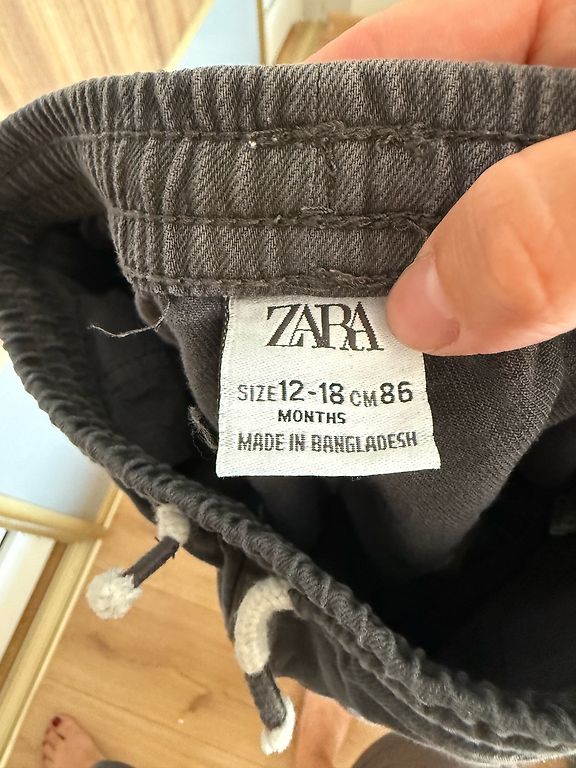 ZARA
SIZE 12-18 CM 86
MONTHS
MADE IN BANGLADESH